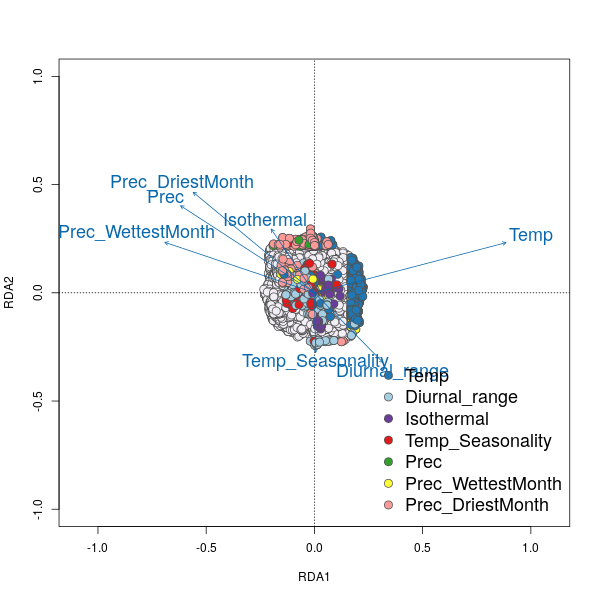 1.0
0.5
0.0
-0.5
-1.0
RDA2
Prec_DriestMonth
Prec
Isothermal
Prec_WettestMonth
Temp
Temp_Seasonality
Diurnal_range
Temp
Diurnal_range
Isothermal
Temp_Seasonality
Prec
Prec_WettestMonth
Prec_DriestMonth
-1.0 -0.5 0.0 0.5 1.0
RDA1